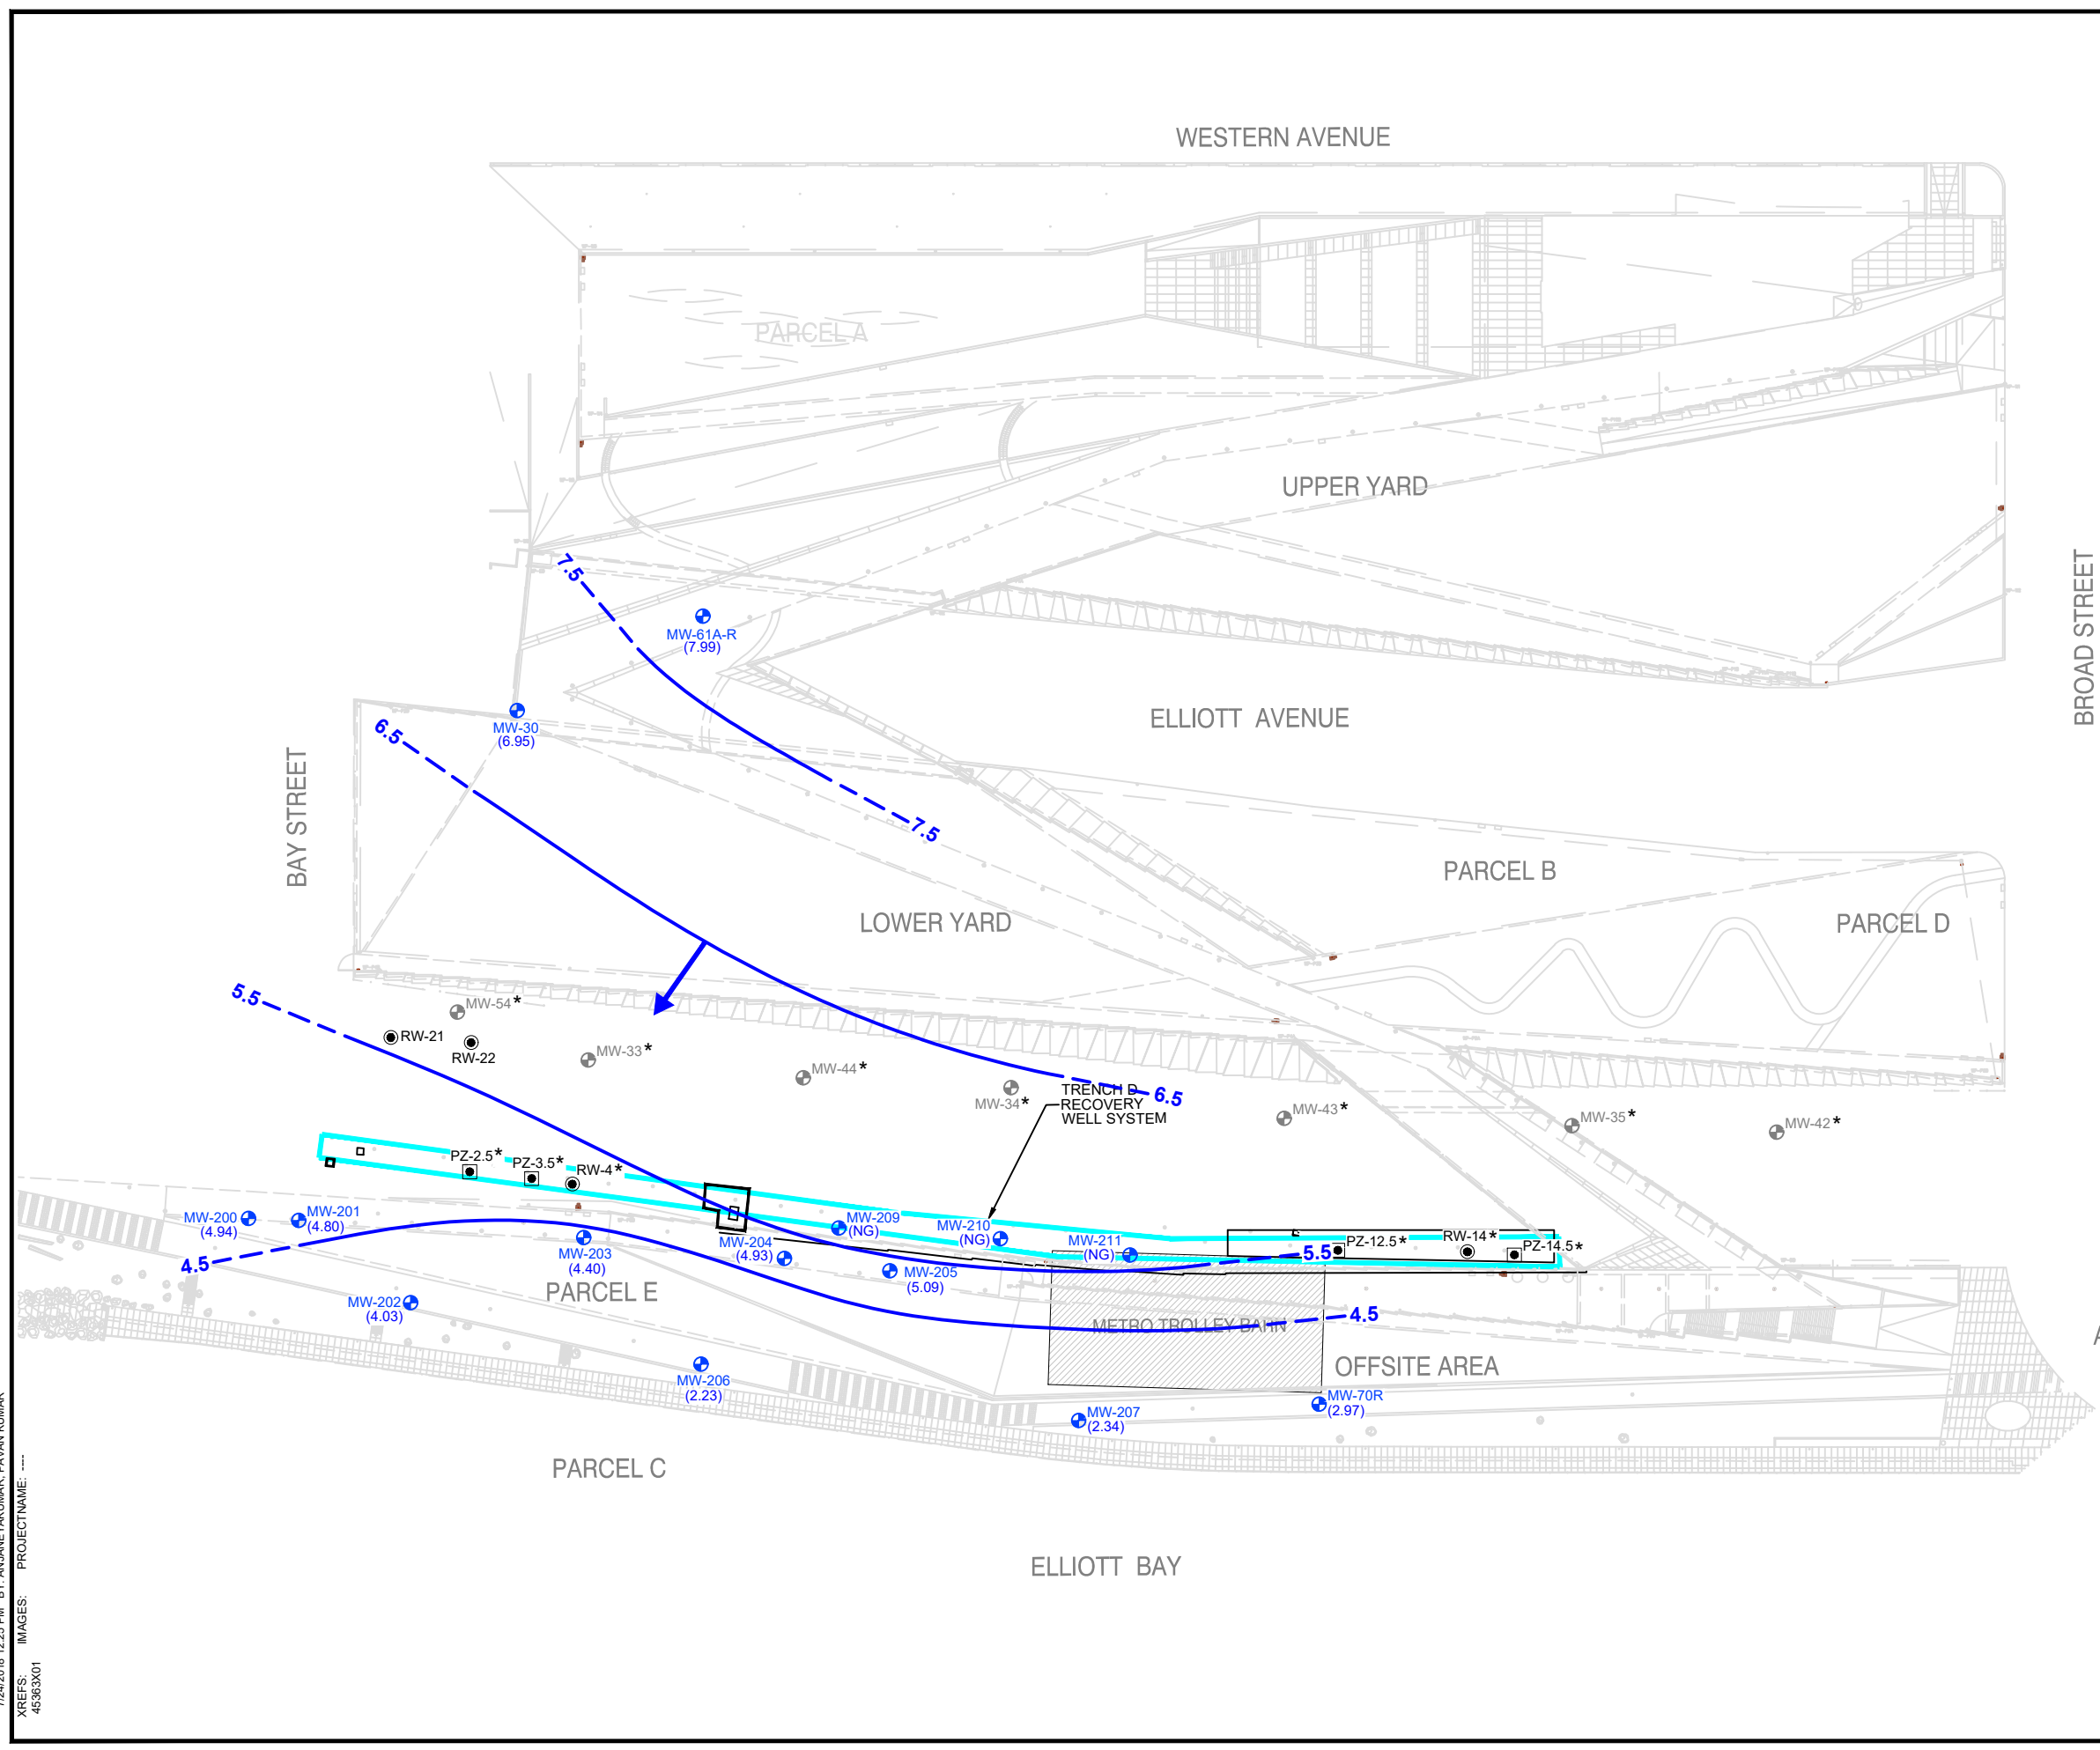 WESTERN AVENUE
PARCEL A
UPPER YARD
BROAD STREET
7.5
MW-61A-R
(7.99)
ELLIOTT AVENUE
MW-30
(6.95)
6.5
BAY STREET
7.5
PARCEL B
LOWER YARD
PARCEL D
5.5
MW-54*
RW-21
RW-22
MW-33*
MW-44*
MW-34*
TRENCH D
RECOVERY
WELL SYSTEM
6.5
MW-43*
MW-35*
MW-42*
PZ-2.5*
PZ-3.5*
RW-4*
MW-200
(4.94)
MW-201
(4.80)
MW-209
(NG)
MW-210
(NG)
MW-211
(NG)
PZ-12.5*
RW-14*
PZ-14.5*
5.5
MW-203
(4.40)
MW-204
(4.93)
MW-205
(5.09)
4.5
PARCEL E
MW-202
(4.03)
4.5
METRO TROLLEY BARN
OFFSITE AREA
MW-206
(2.23)
MW-207
(2.34)
MW-70R
(2.97)
PARCEL C
ELLIOTT BAY
XREFS: IMAGES: PROJECTNAME: ----
45363X01